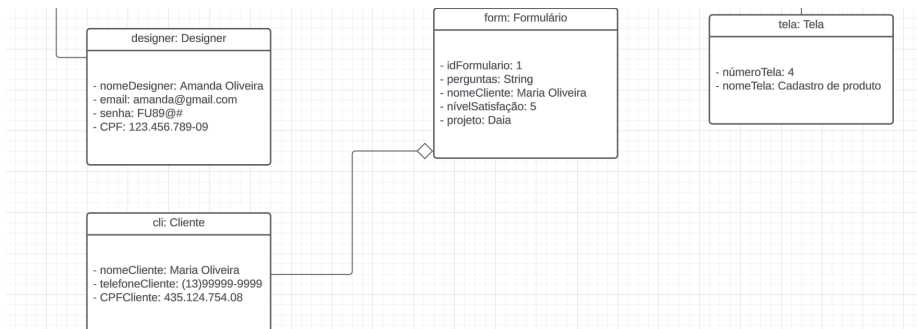 designer: Designer
- nomeDesigner: Amanda Oliveira
- email: amanda@gmail.com
- senha: FU89@#
- CPF: 123.456.789-09
form: Formulário
- idFormulario: 1
- perguntas: String
- nomeCliente: Maria Oliveira
- nívelSatisfação: 5
- projeto: Daia
tela: Tela
- númeroTela: 4
- nomeTela: Cadastro de produto
cli: Cliente
- nomeCliente: Maria Oliveira
- telefoneCliente: (13)99999-9999
- CPFCliente: 435.124.754.08